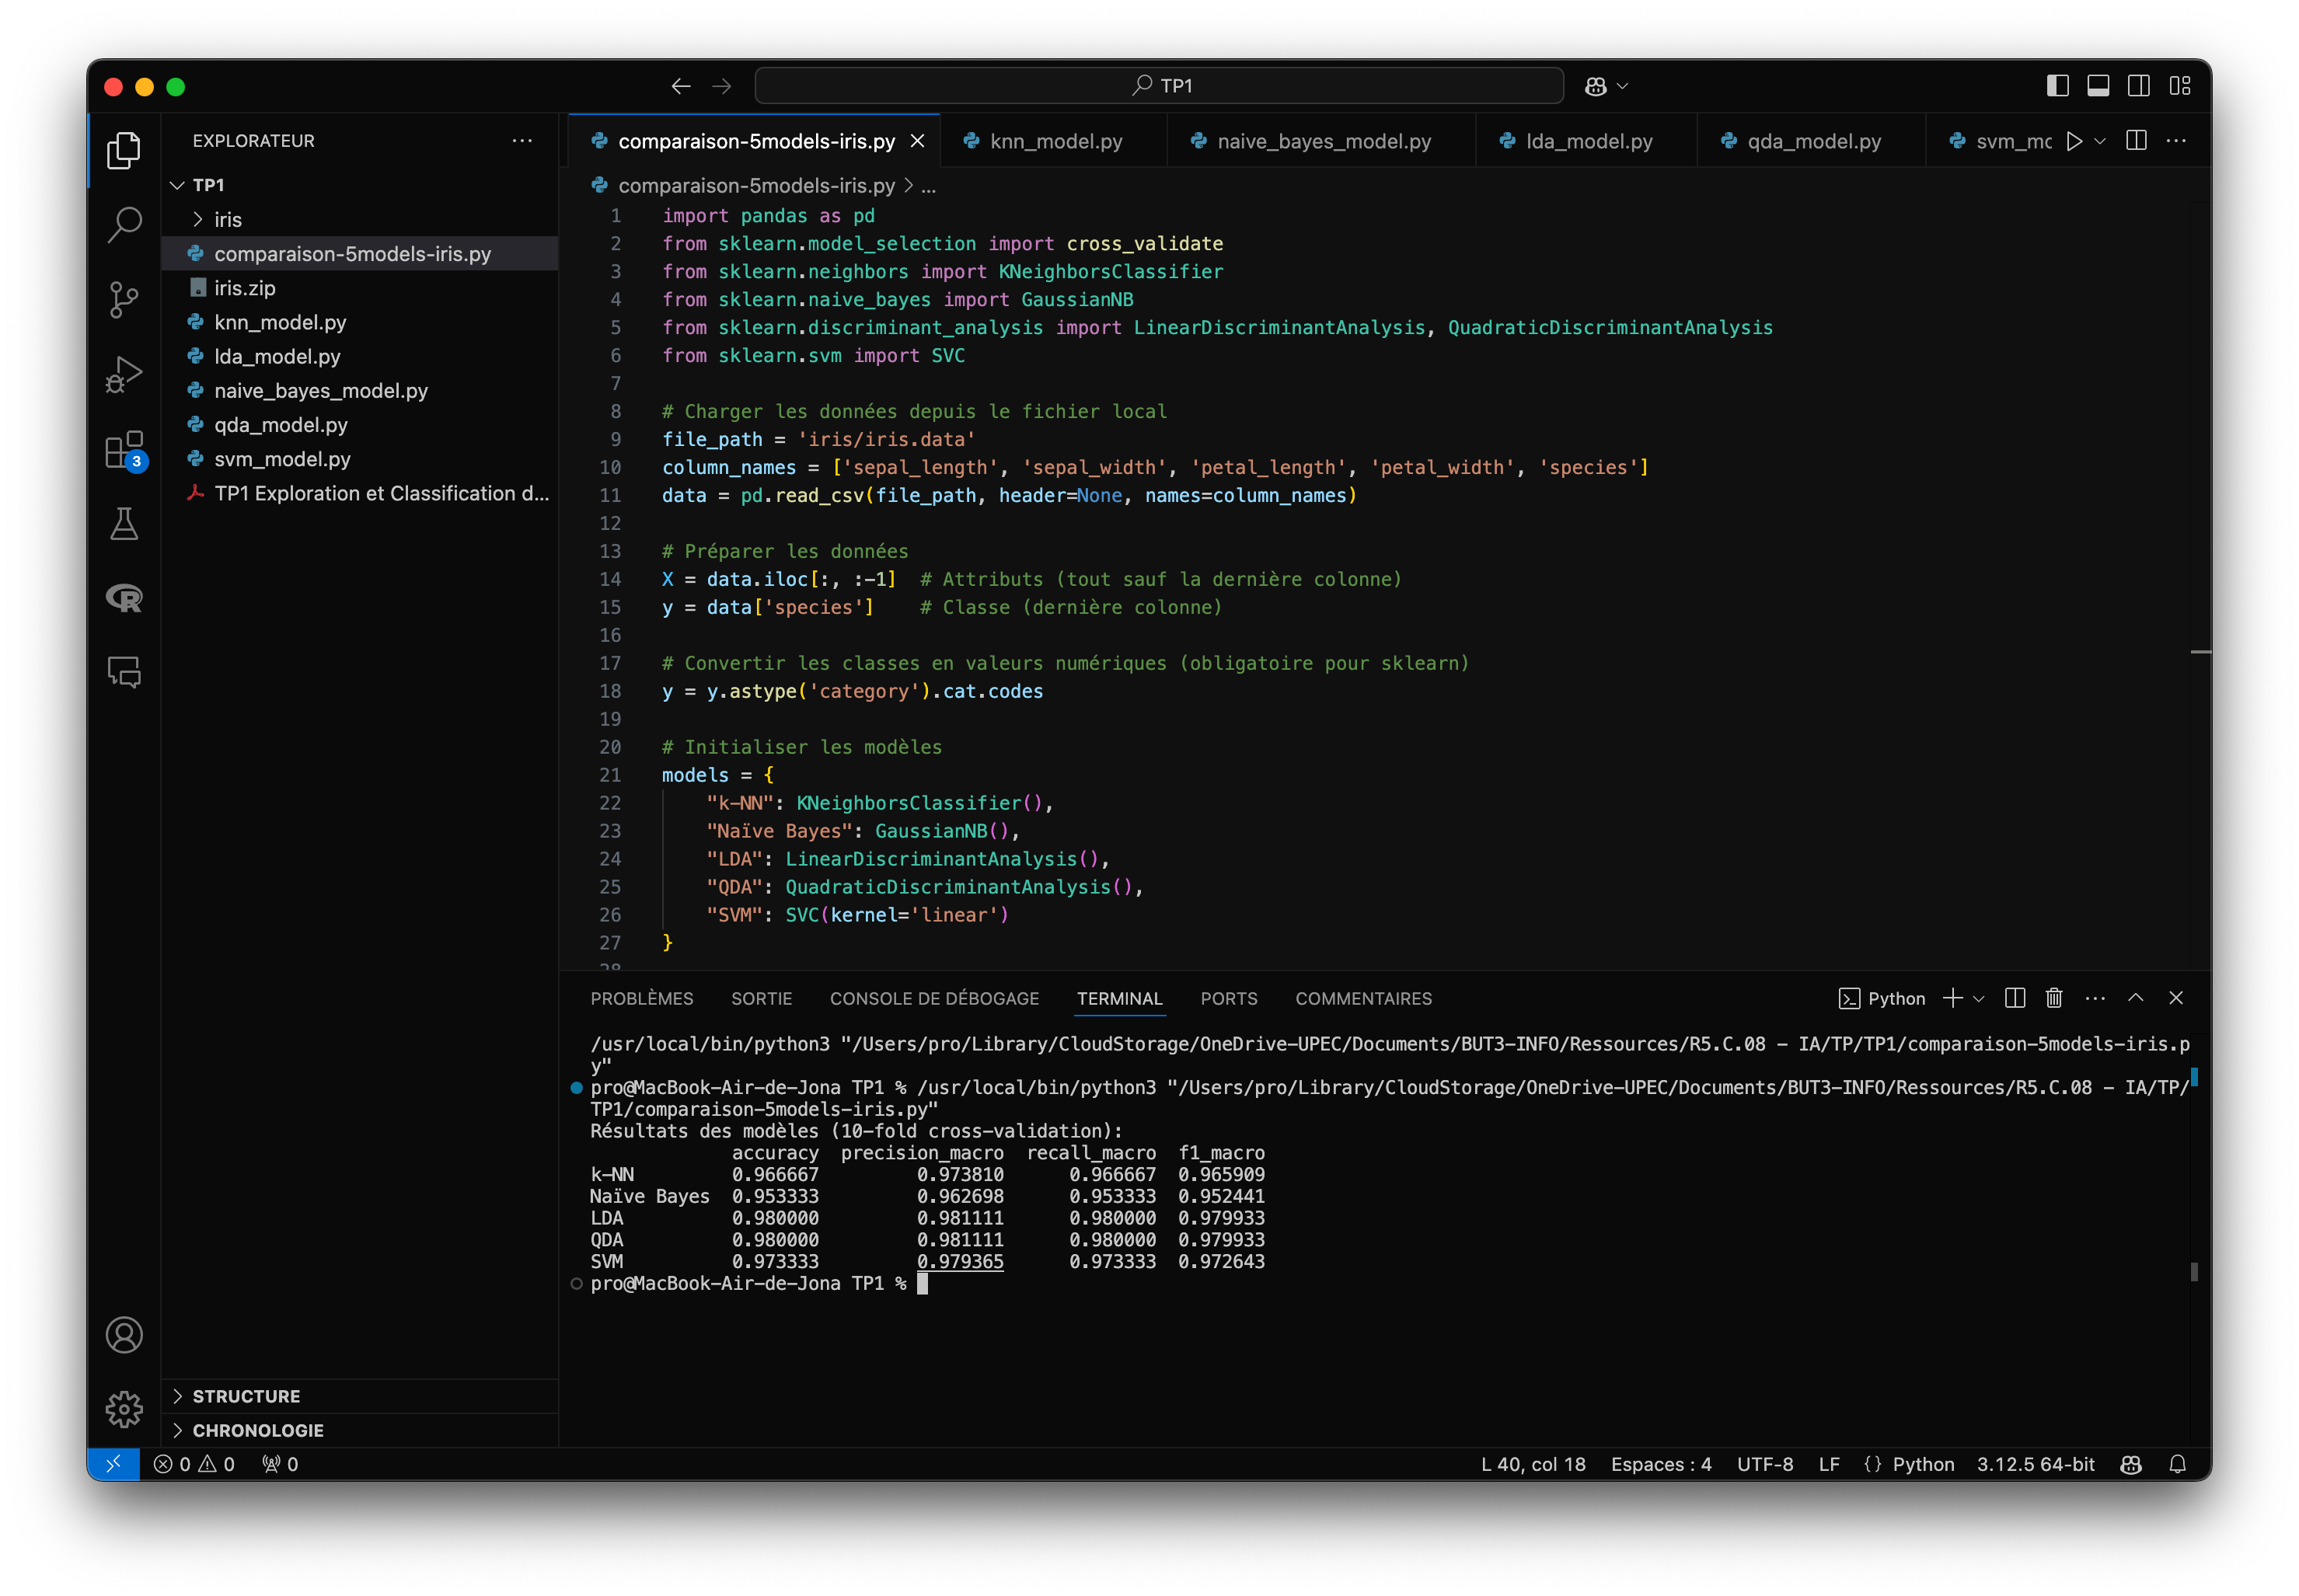 TP1
EXPLORATEUR
TP1
iris
comparaison-5models-iris.py
iris.zip
knn_model.py
lda_model.py
naive_bayes_model.py
qda_model.py
svm_model.py
TP1 Exploration et Classification d...
3
STRUCTURE
CHRONOLOGIE
comparaison-5models-iris.py knn_model.py naive_bayes_model.py lda_model.py qda_model.py svm_mc
comparaison-5models-iris.py > ...
1 import pandas as pd
2 from sklearn.model_selection import cross_validate
3 from sklearn.neighbors import KNeighborsClassifier
4 from sklearn.naive_bayes import GaussianNB
5 from sklearn.discriminant_analysis import LinearDiscriminantAnalysis, QuadraticDiscriminantAnalysis
6 from sklearn.svm import SVC
7
8 # Charger les données depuis le fichier local
9 file_path = 'iris/iris.data'
10 column_names = ['sepal_length', 'sepal_width', 'petal_length', 'petal_width', 'species']
11 data = pd.read_csv(file_path, header=None, names=column_names)
12
13 # Préparer les données
14 X = data.iloc[:, :-1]  # Attributs (tout sauf la dernière colonne)
15 y = data['species']    # Classe (dernière colonne)
16
17 # Convertir les classes en valeurs numériques (obligatoire pour sklearn)
18 y = y.astype('category').cat.codes
19
20 # Initialiser les modèles
21 models = {
22     "k-NN": KNeighborsClassifier(),
23     "Naïve Bayes": GaussianNB(),
24     "LDA": LinearDiscriminantAnalysis(),
25     "QDA": QuadraticDiscriminantAnalysis(),
26     "SVM": SVC(kernel='linear')
27 }
28
PROBLÈMES SORTIE CONSOLE DE DÉBOGAGE TERMINAL PORTS COMMENTAIRES Python
/usr/local/bin/python3 "/Users/pro/Library/CloudStorage/OneDrive-UPEC/Documents/BUT3-INFO/Ressources/R5.C.08 - IA/TP/TP1/comparaison-5models-iris.p
y"
pro@MacBook-Air-de-Jona TP1 % /usr/local/bin/python3 "/Users/pro/Library/CloudStorage/OneDrive-UPEC/Documents/BUT3-INFO/Ressources/R5.C.08 - IA/TP/
TP1/comparaison-5models-iris.py"
Résultats des modèles (10-fold cross-validation):
accuracy precision_macro recall_macro f1_macro
k-NN 0.966667 0.973810 0.966667 0.965909
Naïve Bayes 0.953333 0.962698 0.953333 0.952441
LDA 0.980000 0.981111 0.980000 0.979933
QDA 0.980000 0.981111 0.980000 0.979933
SVM 0.973333 0.979365 0.973333 0.972643
pro@MacBook-Air-de-Jona TP1 %
0 0 0 L 40, col 18 Espaces : 4 UTF-8 LF {} Python 3.12.5 64-bit